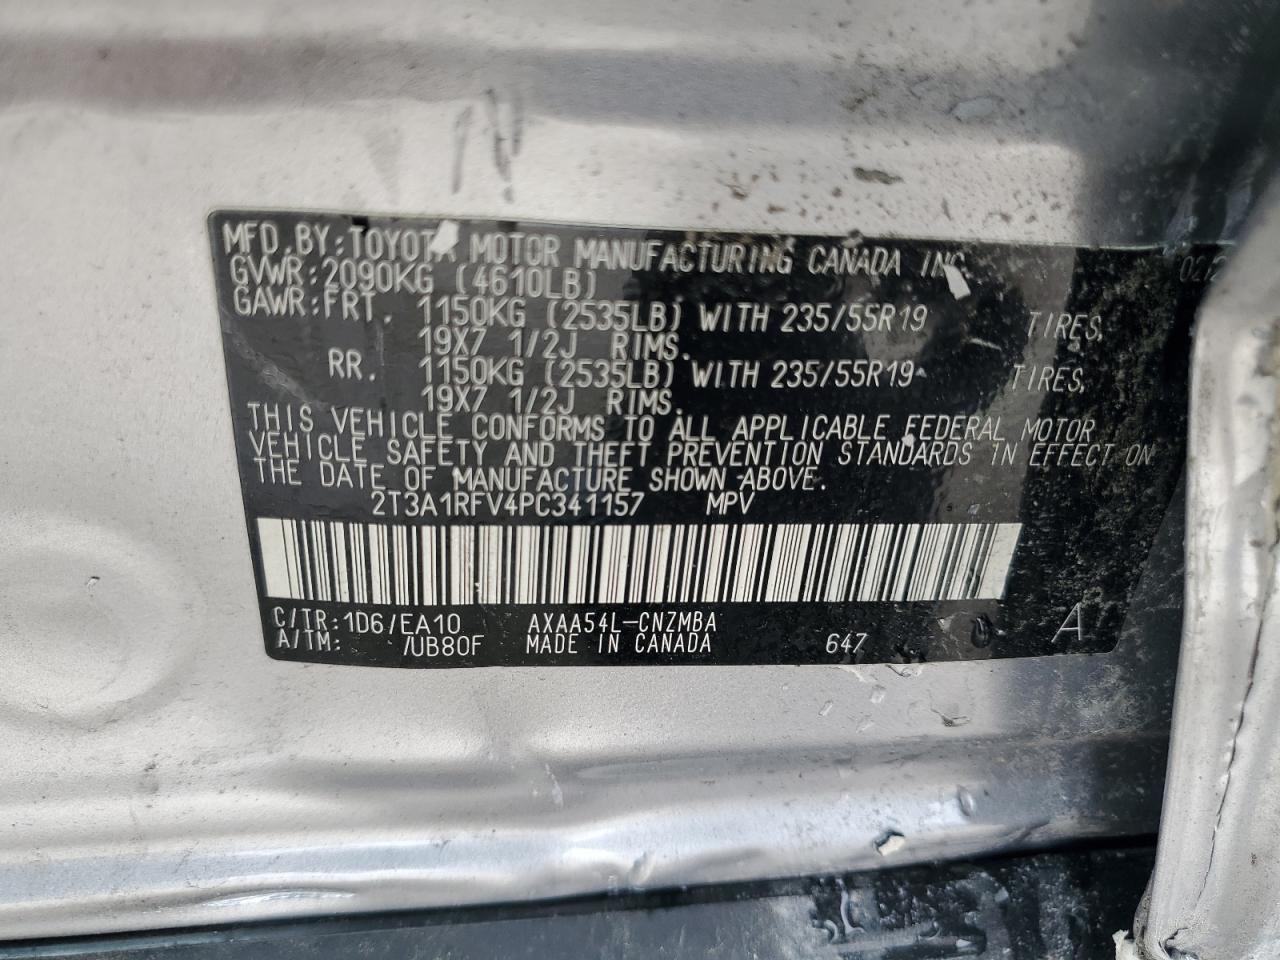 MFD.BY:TOYOTA MOTOR MANUFACTURING CANADA INC.
GVWR:2090KG (4610LB)
GAWR:FRT. 1150KG (2535LB) WITH 235/55R19 TIRES,
19X7 1/2J RIMS.
RR. 1150KG (2535LB) WITH 235/55R19 TIRES,
19X7 1/2J RIMS.
THIS VEHICLE CONFORMS TO ALL APPLICABLE FEDERAL MOTOR
VEHICLE SAFETY AND THEFT PREVENTION STANDARDS IN EFFECT ON
THE DATE OF MANUFACTURE SHOWN ABOVE.
2T3A1RFV4PC341157 MPV
C/TR:1D6/EA10 AXAA54L-CNZMBA
A/TM: /UB80F MADE IN CANADA 647 A